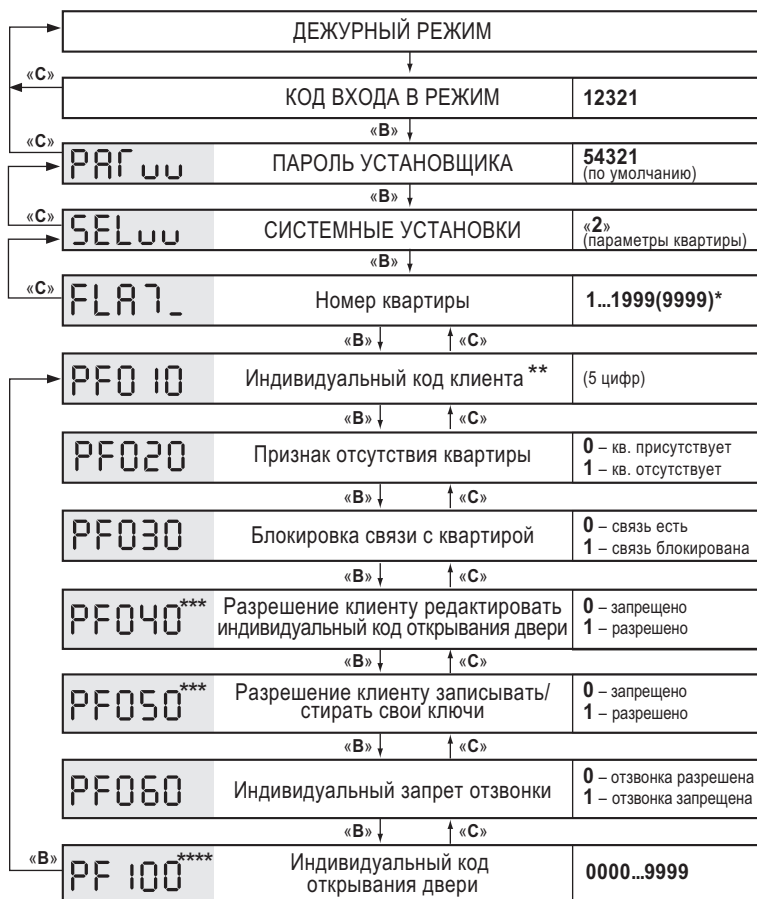 ДЕЖУРНЫЙ РЕЖИМ
«С»
КОД ВХОДА В РЕЖИМ 12321
«В»
«С»
PAГ uu ПАРОЛЬ УСТАНОВЩИКА 54321
(по умолчанию)
«В»
«С»
SELuu СИСТЕМНЫЕ УСТАНОВКИ «2»
(параметры квартиры)
«В»
«С»
FLA7_ Номер квартиры 1...1999(9999)*
«В» «С»
PF010 Индивидуальный код клиента** (5 цифр)
«В» «С»
PF020 Признак отсутствия квартиры 0 – кв. присутствует
1 – кв. отсутствует
«В» «С»
PF030 Блокировка связи с квартирой 0 – связь есть
1 – связь блокирована
«В» «С»
PF040*** Разрешение клиенту редактировать 0 – запрещено
индивидуальный код открывания двери 1 – разрешено
«В» «С»
PF050*** Разрешение клиенту записывать/ 0 – запрещено
стирать свои ключи 1 – разрешено
«В» «С»
PF060 Индивидуальный запрет отзвонки 0 – отзвонка разрешена
1 – отзвонка запрещена
«В» «С»
«В»
PF 100**** Индивидуальный код 0000...9999
открывания двери